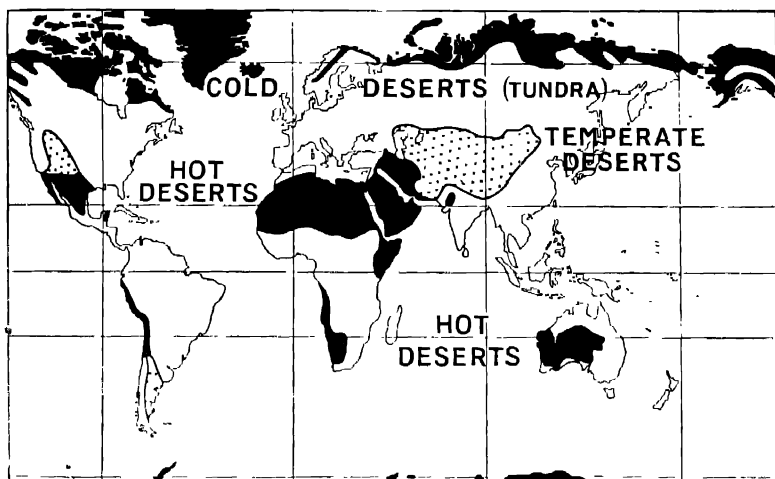 COLD DESERTS (TUNDRA)
TEMPERATE
DESERTS
HOT
DESERTS
HOT
DESERTS